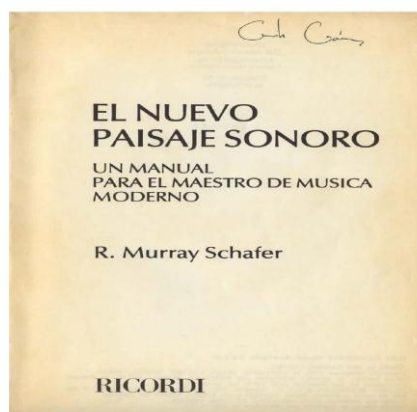 EL NUEVO
PAISAJE SONORO
UN MANUAL
PARA EL MAESTRO DE MUSICA
MODERNO
R. Murray Schafer
RICORDI